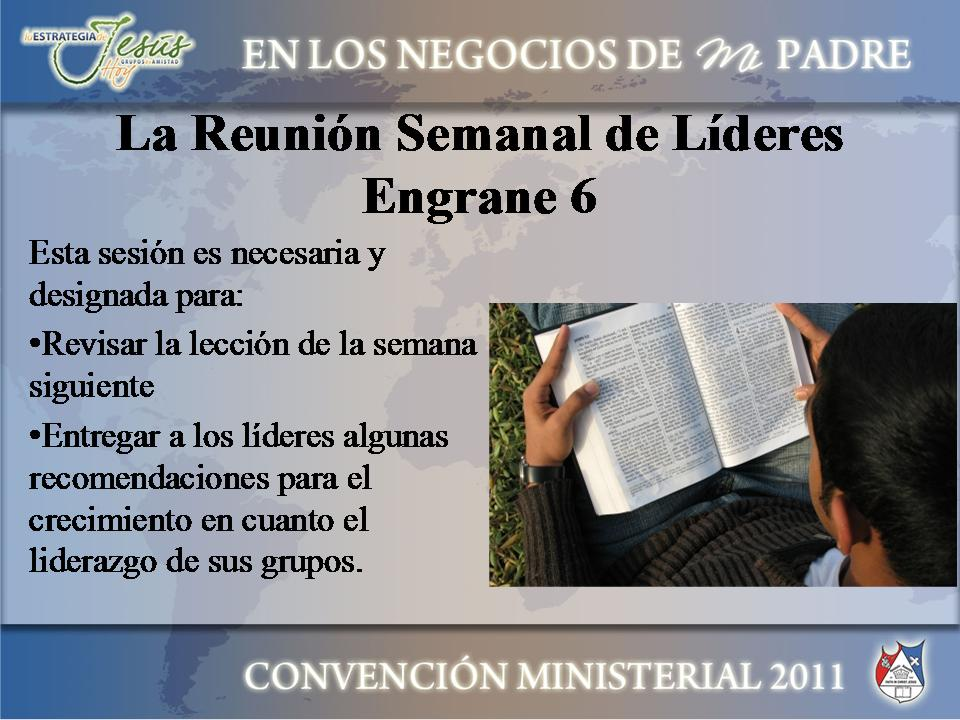 la ESTRATEGIA de
Jesús
GRUPOS de AMISTAD
Hoy
EN LOS NEGOCIOS DE Mi PADRE
La Reunión Semanal de Líderes
Engrane 6
Esta sesión es necesaria y
designada para:
•Revisar la lección de la semana
siguiente
•Entregar a los líderes algunas
recomendaciones para el
crecimiento en cuanto el
liderazgo de sus grupos.
CONVENCIÓN MINISTERIAL 2011